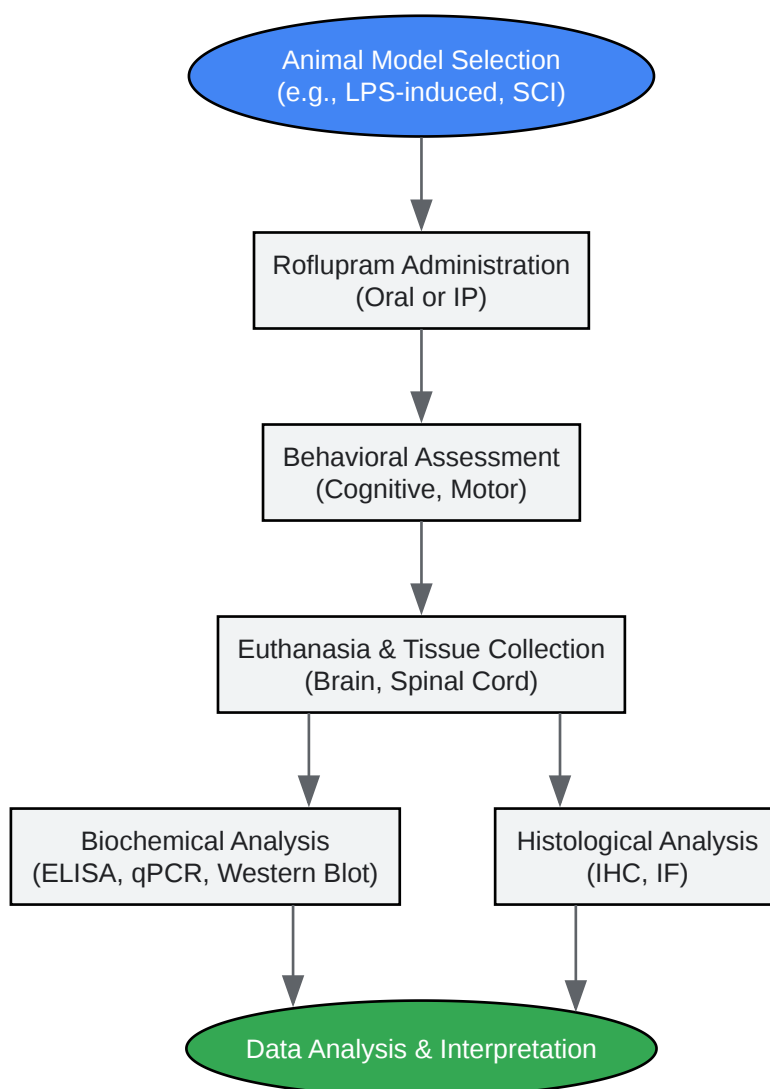 Animal Model Selection
(e.g., LPS-induced, SCI)
Roflupram Administration
(Oral or IP)
Behavioral Assessment
(Cognitive, Motor)
Euthanasia & Tissue Collection
(Brain, Spinal Cord)
Biochemical Analysis
(ELISA, qPCR, Western Blot)
Histological Analysis
(IHC, IF)
Data Analysis & Interpretation